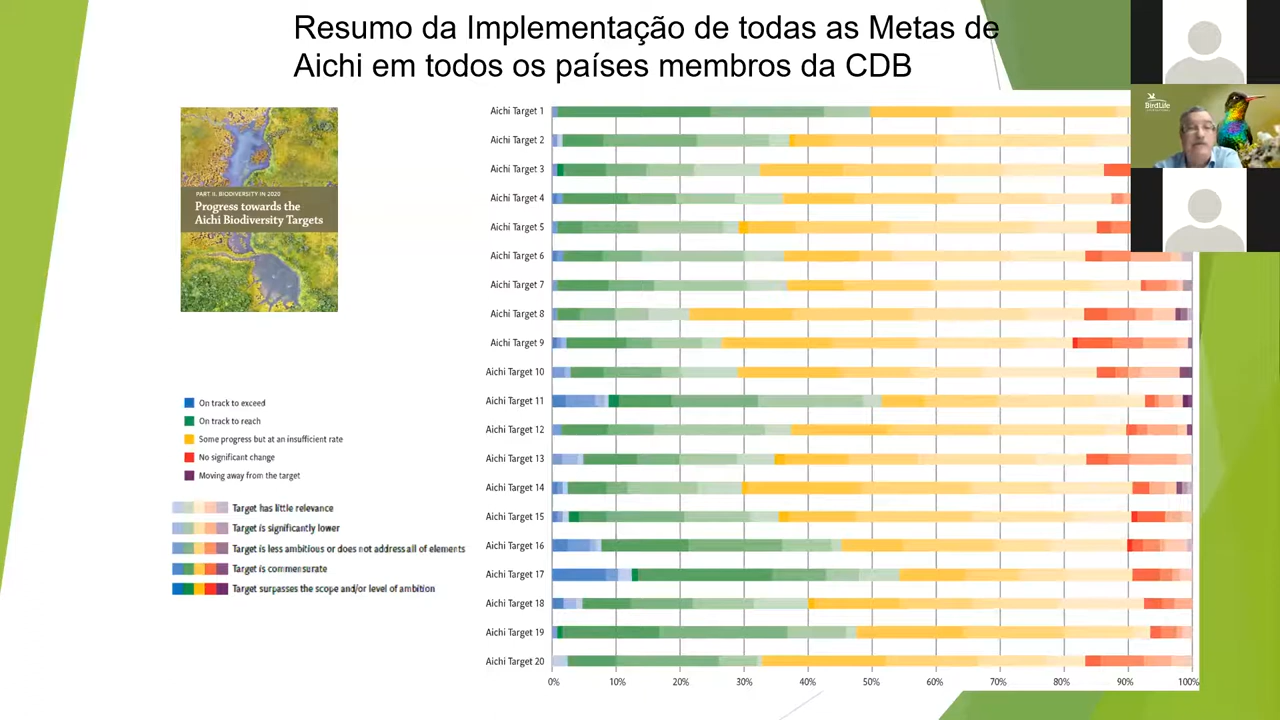 Resumo da Implementação de todas as Metas de
Aichi em todos os países membros da CDB
BirdLife
INTERNATIONAL
PART II. BIODIVERSITY IN 2020
Progress towards the
Aichi Biodiversity Targets
On track to exceed
On track to reach
Some progress but at an insufficient rate
No significant change
Moving away from the target
Target has little relevance
Target is significantly lower
Target is less ambitious or does not address all of elements
Target is commensurate
Target surpasses the scope and/or level of ambition
Aichi Target 1
Aichi Target 2
Aichi Target 3
Aichi Target 4
Aichi Target 5
Aichi Target 6
Aichi Target 7
Aichi Target 8
Aichi Target 9
Aichi Target 10
Aichi Target 11
Aichi Target 12
Aichi Target 13
Aichi Target 14
Aichi Target 15
Aichi Target 16
Aichi Target 17
Aichi Target 18
Aichi Target 19
Aichi Target 20
0% 10% 20% 30% 40% 50% 60% 70% 80% 90% 100%